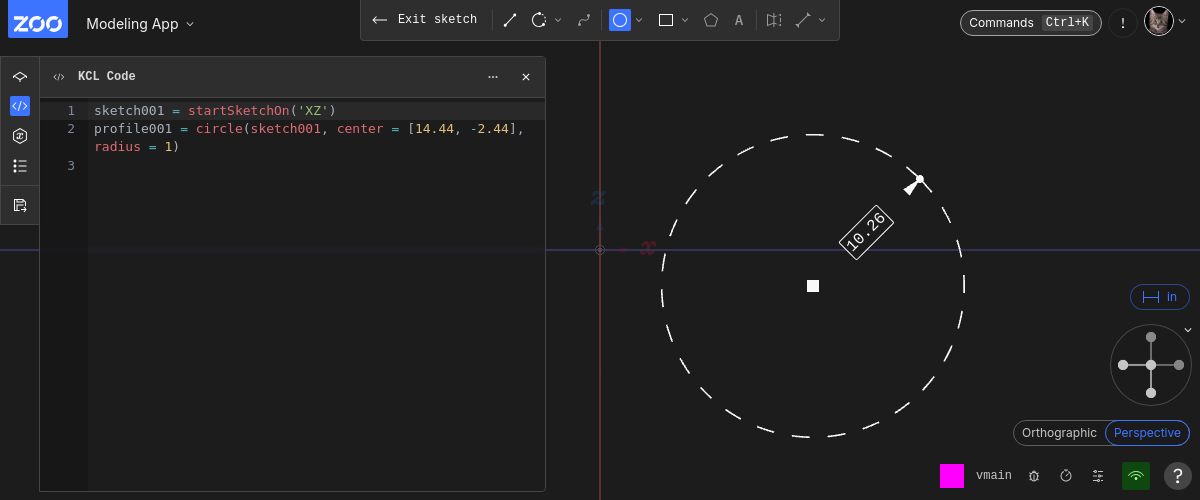 ZOO
Modeling App
Exit sketch
A
Commands Ctrl+K
!
KCL Code
1 sketch001 = startSketchOn('XZ')
2 profile001 = circle(sketch001, center = [14.44, -2.44],
radius = 1)
3
z
x
10.26
in
Orthographic Perspective
vmain
?